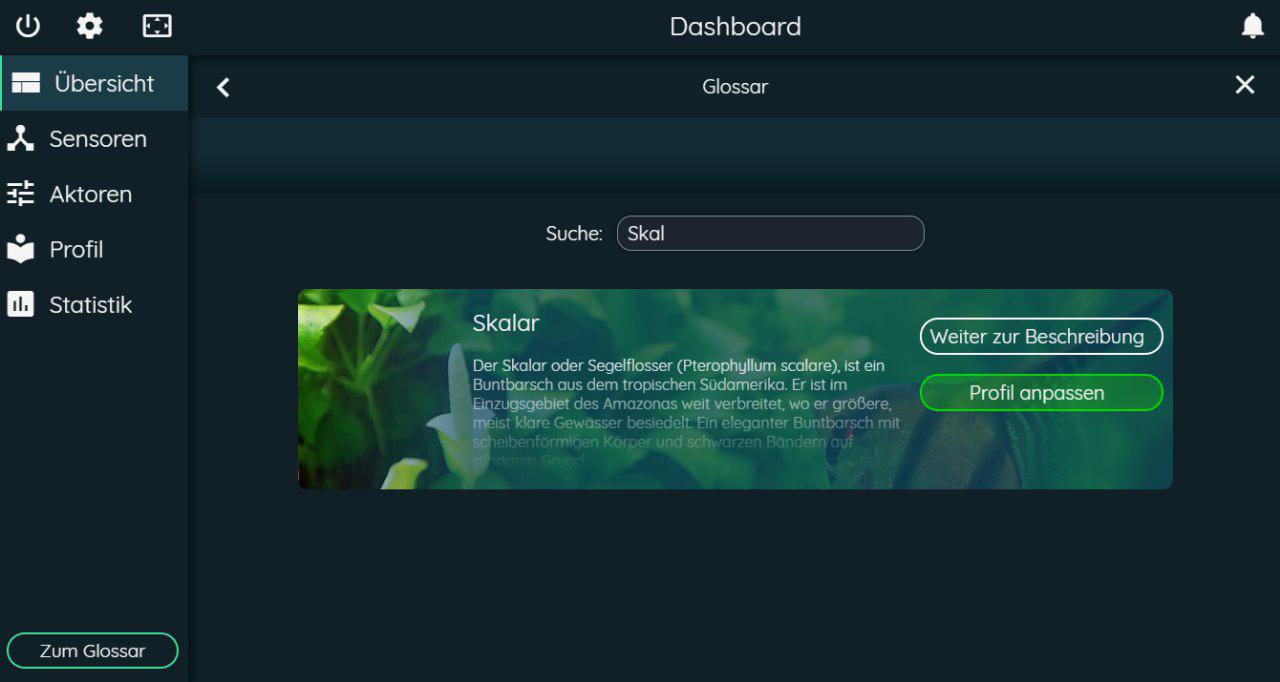 Dashboard
Übersicht
Glossar
Sensoren
Aktoren
Profil
Statistik
Suche: Skal
Skalar
Weiter zur Beschreibung
Der Skalar oder Segelflosser (Pterophyllum scalare), ist ein
Buntbarsch aus dem tropischen Südamerika. Er ist im
Profil anpassen
Einzugsgebiet des Amazonas weit verbreitet, wo er größere,
meist klare Gewässer besiedelt. Ein eleganter Buntbarsch mit
scheibenförmigen Körper und schwarzen Bändern auf
silbrigem Grund
Zum Glossar